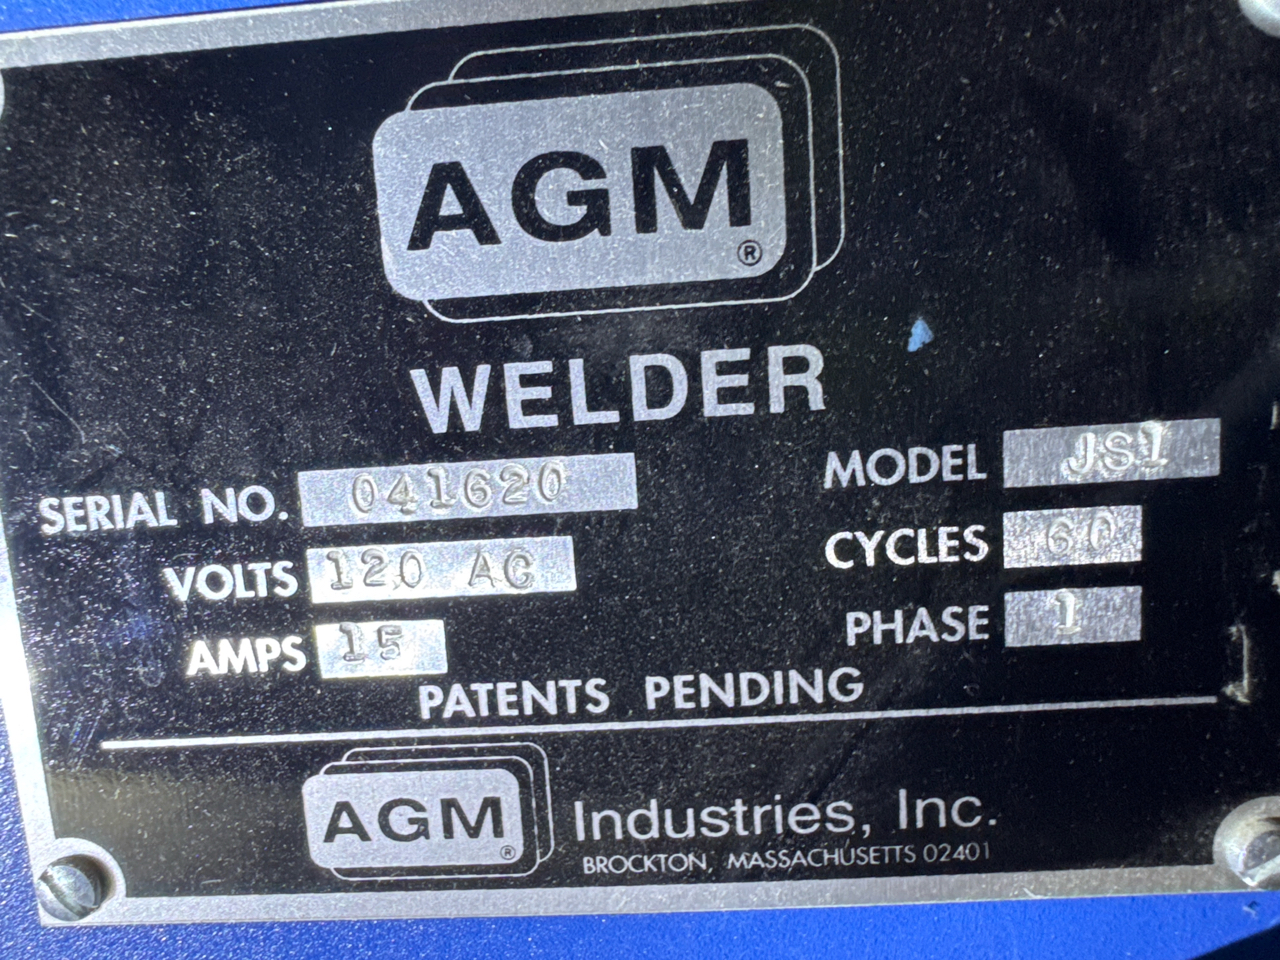 AGM®
WELDER
SERIAL NO. 041620
MODEL JS1
VOLTS 120 AC
CYCLES 60
AMPS 15
PHASE 1
PATENTS PENDING
AGM® Industries, Inc.
BROCKTON, MASSACHUSETTS 02401